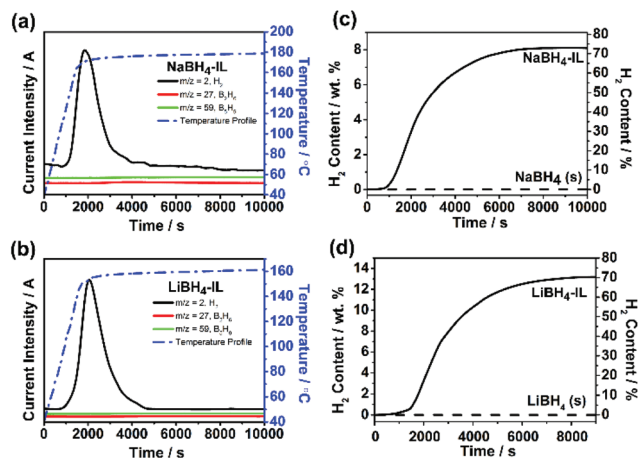 (a)
Current Intensity / A
180
160
140
120
100
80
60
40
Temperature / °C
NaBH₄-IL
m/z = 2, H₂
m/z = 27, B₂H₆
m/z = 59,
Temperature Profile
0 2000 4000 6000 8000 10000
Time / s
(c)
H₂ Content / wt. %
8
6
4
2
0
NaBH₄-IL
NaBH₄ (s)
80
70
60
50
40
30
20
10
0
H₂ Content / %
0 2000 4000 6000 8000 10000
Time / s
(b)
Current Intensity / A
200
180
160
140
120
100
80
60
40
Temperature / °C
LiBH₄-IL
m/z = 2,
m/z = 27, B₂H₆
m/z = 59,
Temperature Profile
0 2000 4000 6000 8000 10000
Time / s
(d)
H₂ Content / wt. %
14
12
10
8
6
4
2
0
LiBH₄-IL
LiBH₄ (s)
80
70
60
50
40
30
20
10
0
H₂ Content / %
0 2000 4000 6000 8000
Time / s